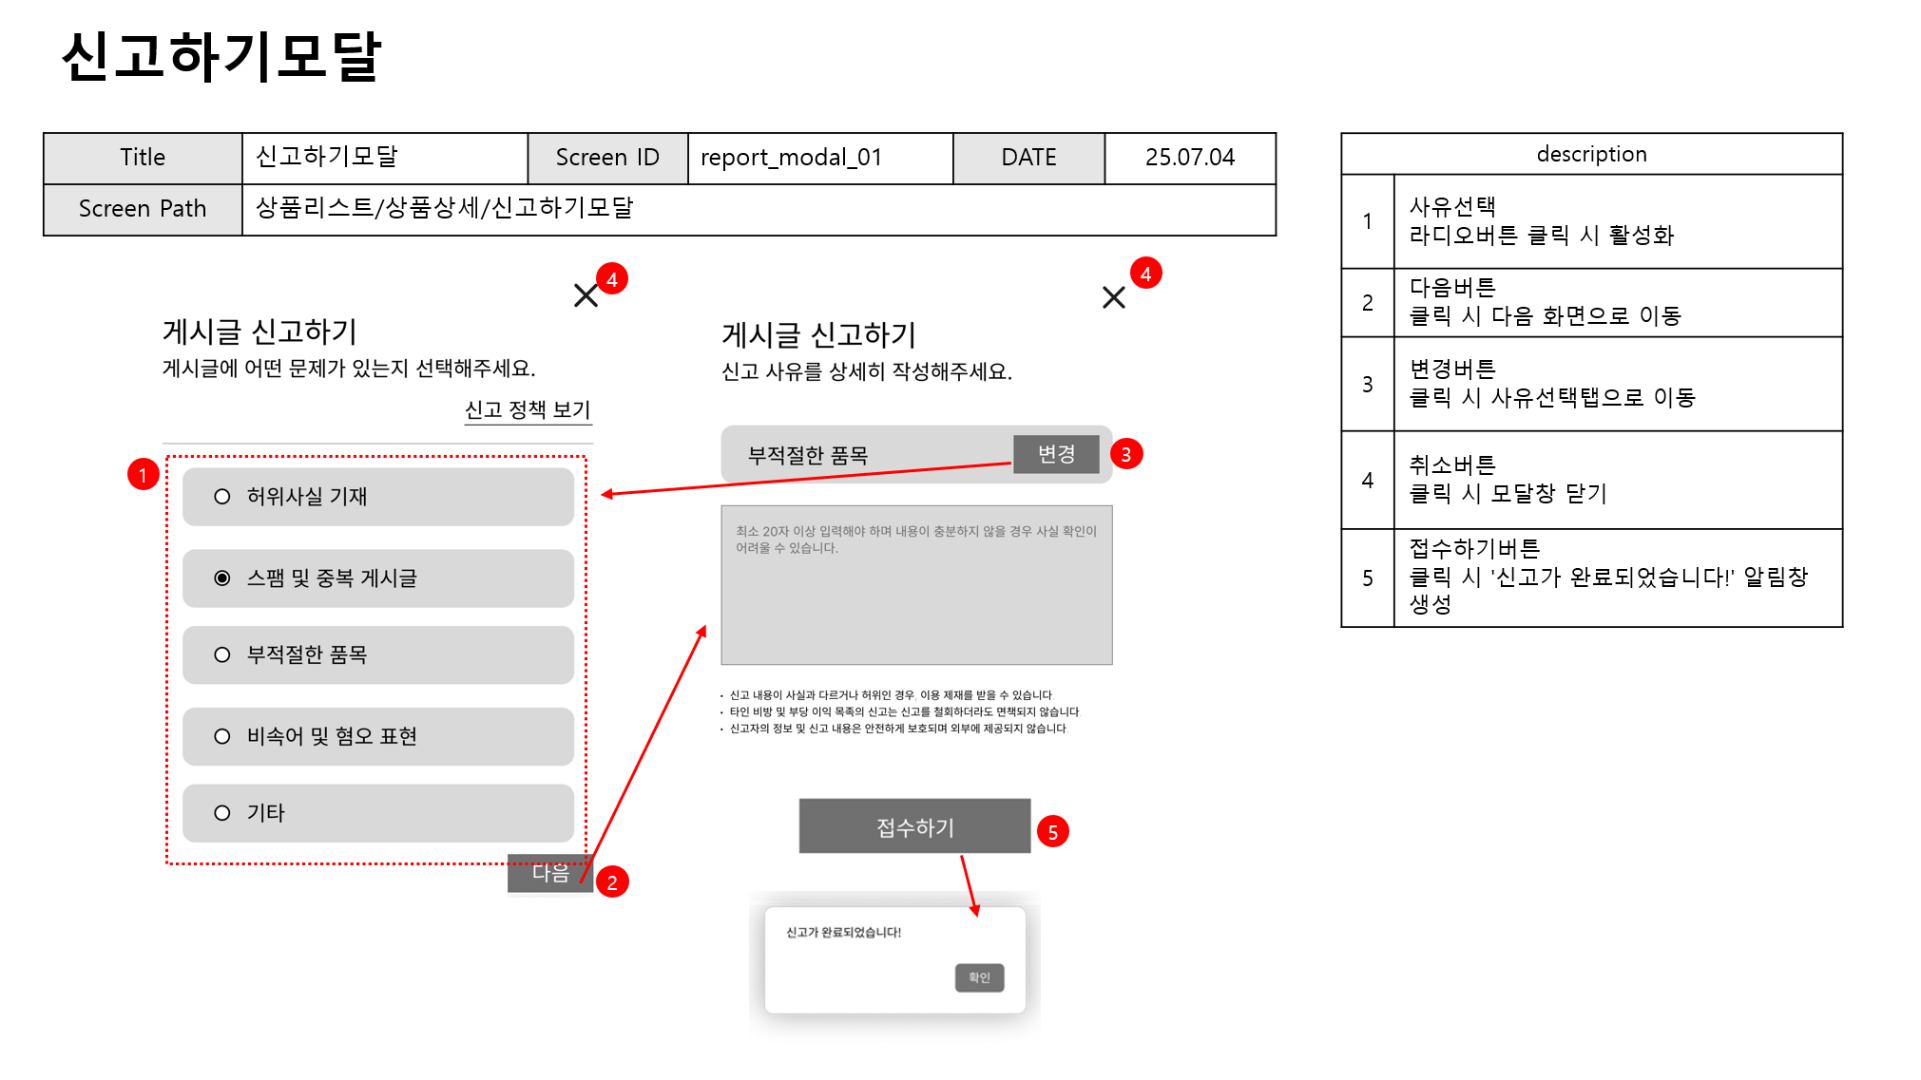 신고하기모달
Title 신고하기모달 Screen ID report_modal_01 DATE 25.07.04
Screen Path 상품리스트/상품상세/신고하기모달
4
게시글 신고하기
게시글에 어떤 문제가 있는지 선택해주세요.
신고 정책 보기
1
허위사실 기재
스팸 및 중복 게시글
부적절한 품목
비속어 및 혐오 표현
기타
다음
2
4
게시글 신고하기
신고 사유를 상세히 작성해주세요.
부적절한 품목 변경
3
최소 20자 이상 입력해야 하며 내용이 충분하지 않을 경우 사실 확인이
어려울 수 있습니다.
• 신고 내용이 사실과 다르거나 허위인 경우, 이용 제재를 받을 수 있습니다.
• 타인 비방 및 부당 이익 목족의 신고는 신고를 철회하더라도 면책되지 않습니다.
• 신고자의 정보 및 신고 내용은 안전하게 보호되며 외부에 제공되지 않습니다.
접수하기
5
신고가 완료되었습니다!
확인
description
1 사유선택
라디오버튼 클릭 시 활성화
2 다음버튼
클릭 시 다음 화면으로 이동
3 변경버튼
클릭 시 사유선택탭으로 이동
4 취소버튼
클릭 시 모달창 닫기
5 접수하기버튼
클릭 시 '신고가 완료되었습니다!' 알림창
생성